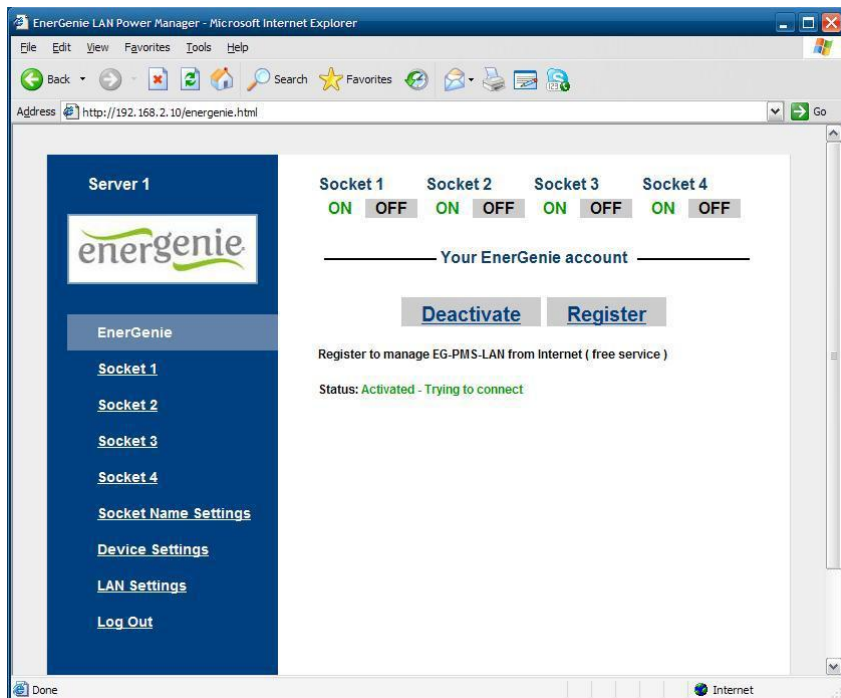 EnerGenie LAN Power Manager - Microsoft Internet Explorer
File Edit View Favorites Tools Help
Back Search Favorites
Address http://192.168.2.10/energenie.html Go
Server 1
energenie
EnerGenie
Socket 1
Socket 2
Socket 3
Socket 4
Socket Name Settings
Device Settings
LAN Settings
Log Out
Socket 1 Socket 2 Socket 3 Socket 4
ON OFF ON OFF ON OFF ON OFF
Your EnerGenie account
Deactivate Register
Register to manage EG-PMS-LAN from Internet ( free service )
Status: Activated - Trying to connect
Done Internet